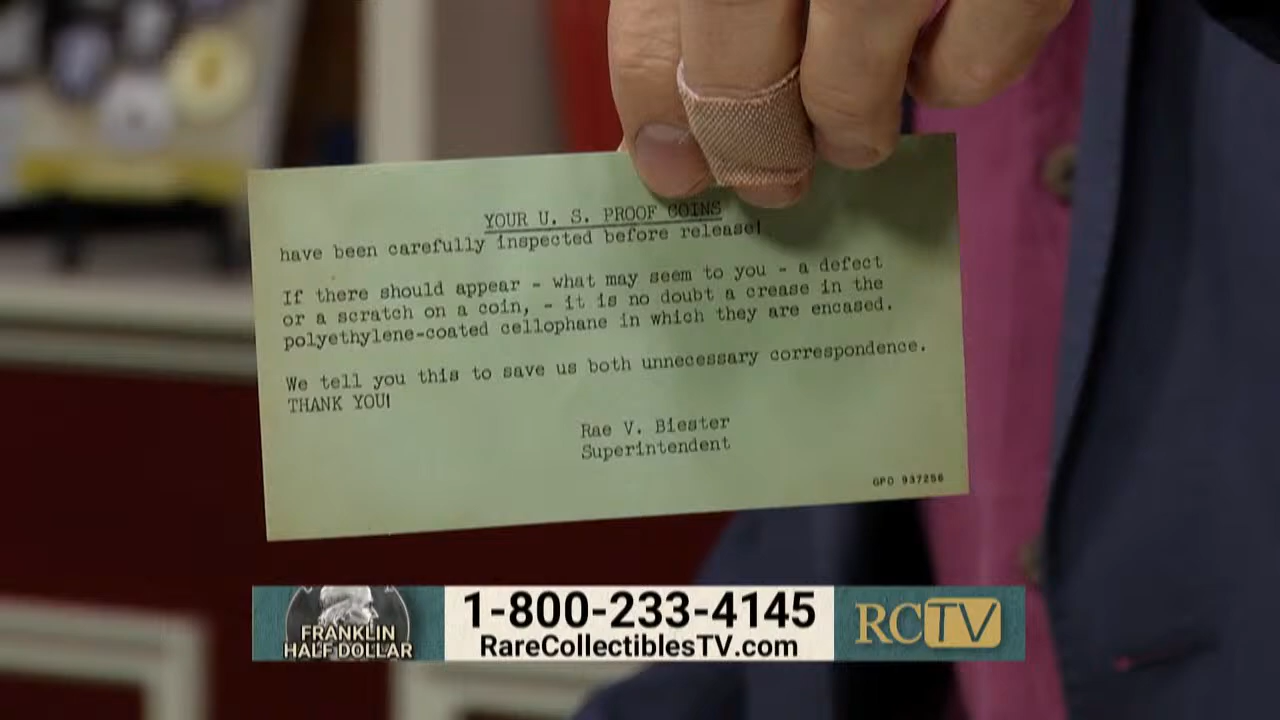 YOUR U. S. PROOF COINS
have been carefully inspected before release!
If there should appear - what may seem to you - a defect
or a scratch on a coin, - it is no doubt a crease in the
polyethylene-coated cellophane in which they are encased.
We tell you this to save us both unnecessary correspondence.
THANK YOU!
Rae V. Biester
Superintendent
GPO 937256
FRANKLIN
HALF DOLLAR
1-800-233-4145
RareCollectiblesTV.com
RCTV